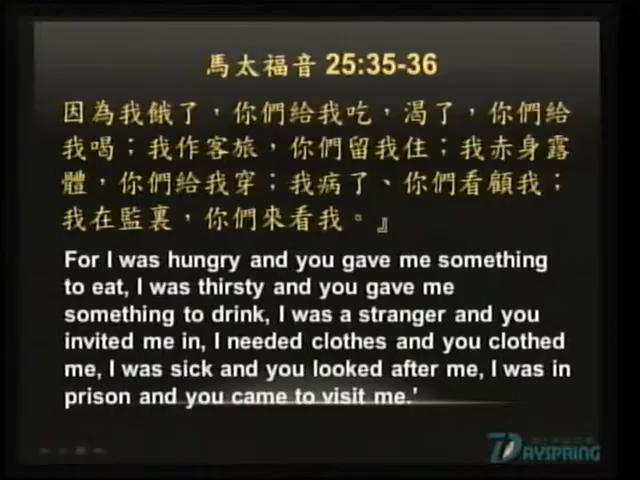 馬太福音 25:35-36
因為我餓了，你們給我吃，渴了，你們給
我喝；我作客旅，你們留我住；我赤身露
體，你們給我穿；我病了、你們看顧我；
我在監裏，你們來看我。』
For I was hungry and you gave me something
to eat, I was thirsty and you gave me
something to drink, I was a stranger and you
invited me in, I needed clothes and you clothed
me, I was sick and you looked after me, I was in
prison and you came to visit me.’
DAYSPRING